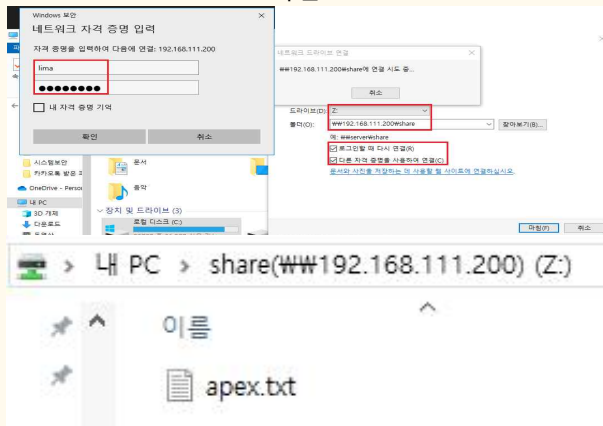 Windows 보안
네트워크 자격 증명 입력
자격 증명을 입력하여 다음에 연결: 192.168.111.200
lima
●●●●●●●●
내 자격 증명 기억
확인
취소
네트워크 드라이브 연결
₩₩192.168.111.200₩share에 연결 시도 중...
취소
드라이브(D): Z:
폴더(O): ₩₩192.168.111.200₩share
찾아보기(B)...
예: ₩₩server₩share
로그인할 때 다시 연결(R)
다른 자격 증명을 사용하여 연결(C)
문서와 사진을 저장하는 데 사용할 웹 사이트에 연결하십시오.
마침(F)
취소
시스템보안
카카오톡 받은
OneDrive - Person
내 PC
3D 개체
다운로드
문서
음악
장치 및 드라이브 (3)
로컬 디스크 (C:)
내 PC > share(₩₩192.168.111.200) (Z:)
이름
apex.txt